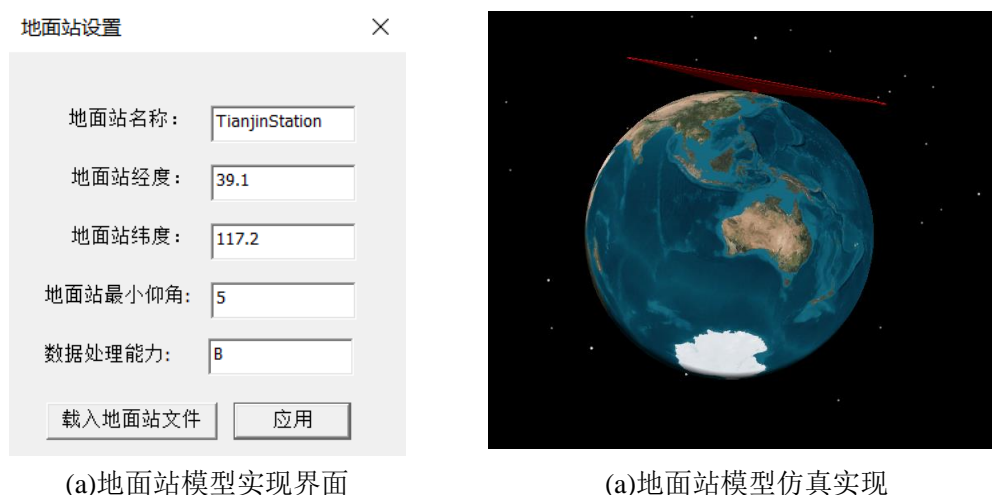 地面站设置
地面站名称： TianjinStation
地面站经度： 39.1
地面站纬度： 117.2
地面站最小仰角: 5
数据处理能力: B
载入地面站文件 应用
(a)地面站模型实现界面
(a)地面站模型仿真实现